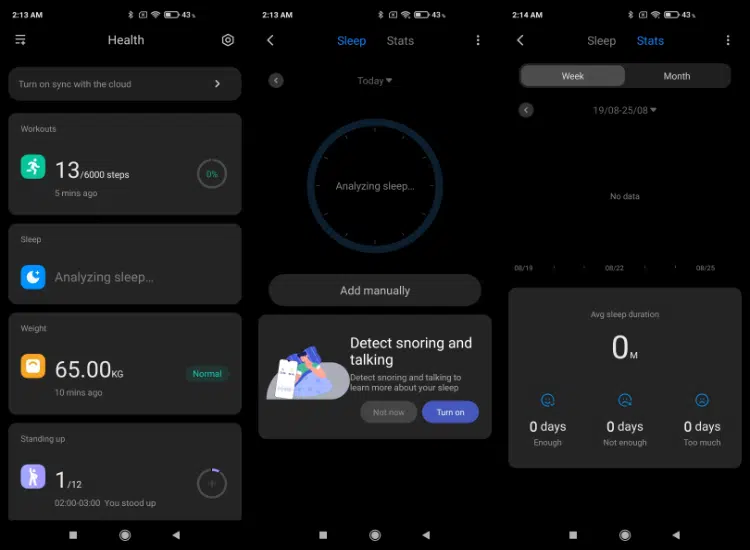 2:13 AM
43%
Health
Turn on sync with the cloud
Workouts
13/6000 steps
0%
5 mins ago
Sleep
Analyzing sleep...
Weight
65.00KG
Normal
10 mins ago
Standing up
1/12
02:00-03:00 You stood up
2:13 AM
43%
Sleep Stats
Today
Analyzing sleep...
Add manually
Detect snoring and
talking
Detect snoring and talking to
learn more about your sleep
Not now Turn on
2:14 AM
43%
Sleep Stats
Week Month
19/08-25/08
No data
08/19 08/22 08/25
Avg sleep duration
0M
0 days 0 days 0 days
Enough Not enough Too much